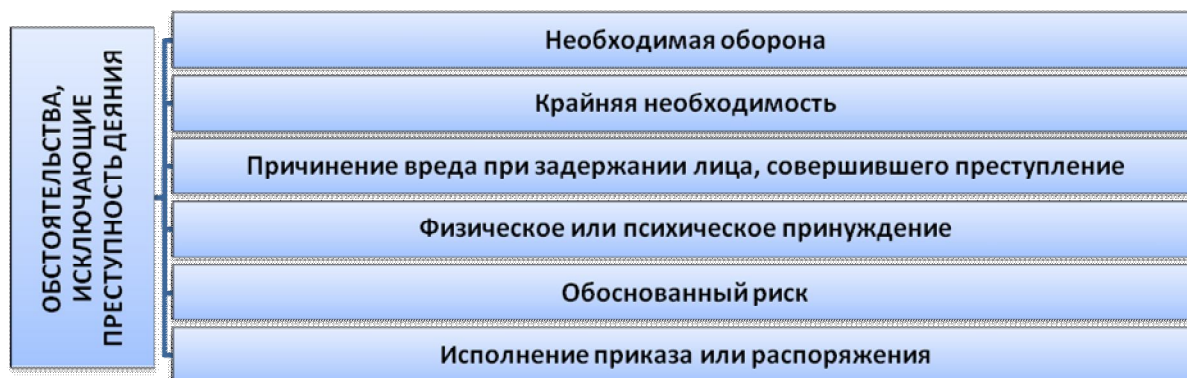 ОБСТОЯТЕЛЬСТВА,
ИСКЛЮЧАЮЩИЕ
ПРЕСТУПНОСТЬ ДЕЯНИЯ
Необходимая оборона
Крайняя необходимость
Причинение вреда при задержании лица, совершившего преступление
Физическое или психическое принуждение
Обоснованный риск
Исполнение приказа или распоряжения